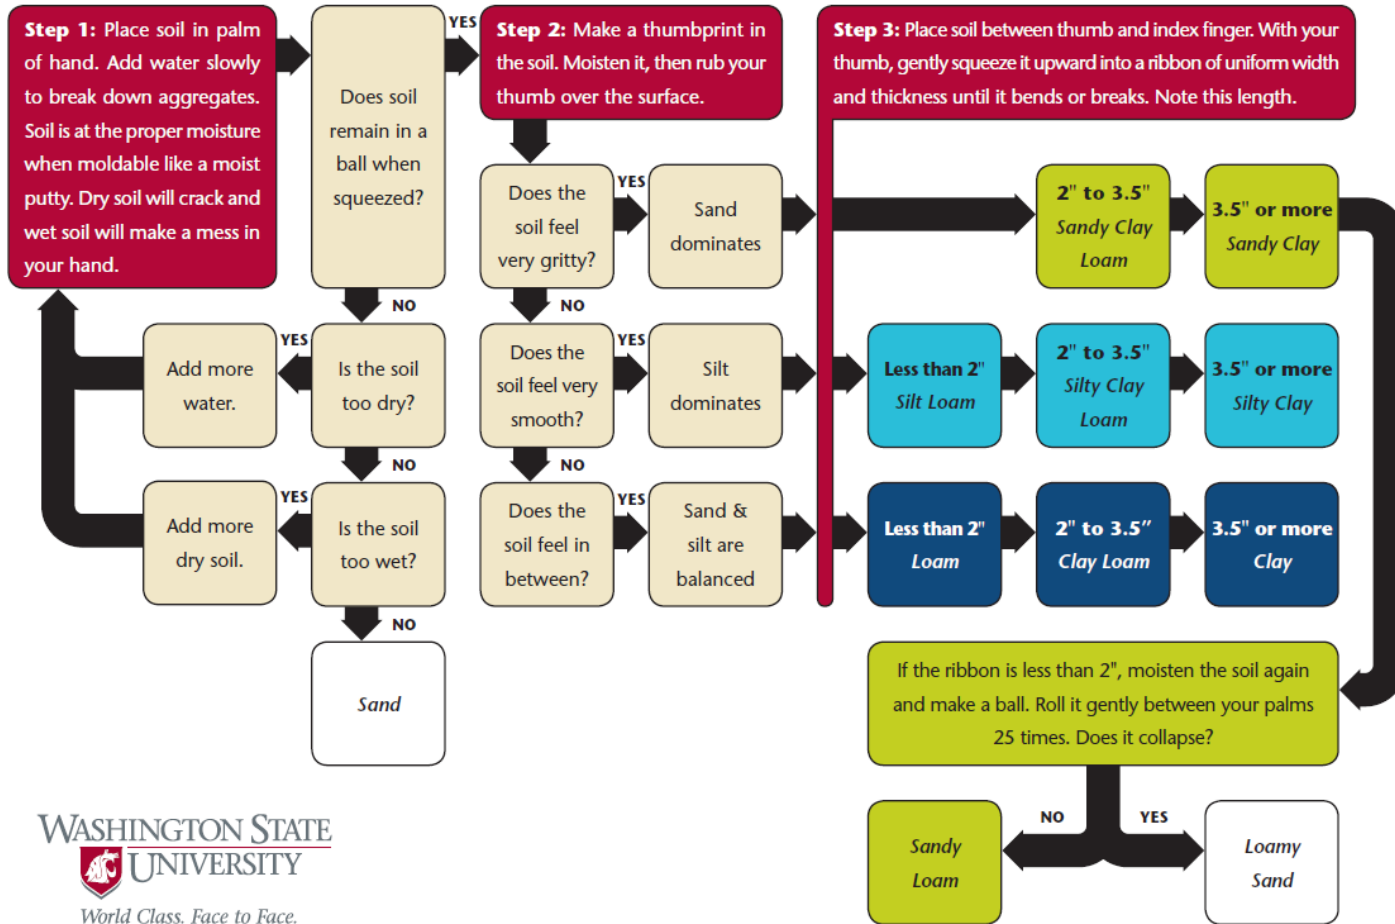 Step 1: Place soil in palm
of hand. Add water slowly
to break down aggregates.
Soil is at the proper moisture
when moldable like a moist
putty. Dry soil will crack and
wet soil will make a mess in
your hand.
Does soil
remain in a
ball when
squeezed?
YES
NO
Is the soil
too dry?
YES
Add more
water.
NO
Is the soil
too wet?
YES
Add more
dry soil.
NO
Sand
Step 2: Make a thumbprint in
the soil. Moisten it, then rub your
thumb over the surface.
Does the
soil feel
very gritty?
YES
Sand
dominates
NO
Does the
soil feel very
smooth?
YES
Silt
dominates
NO
Does the
soil feel in
between?
YES
Sand &
silt are
balanced
Step 3: Place soil between thumb and index finger. With your
thumb, gently squeeze it upward into a ribbon of uniform width
and thickness until it bends or breaks. Note this length.
2" to 3.5"
Sandy Clay
Loam
3.5" or more
Sandy Clay
Less than 2"
Silt Loam
2" to 3.5"
Silty Clay
Loam
3.5" or more
Silty Clay
Less than 2"
Loam
2" to 3.5"
Clay Loam
3.5" or more
Clay
If the ribbon is less than 2", moisten the soil again
and make a ball. Roll it gently between your palms
25 times. Does it collapse?
NO
YES
Sandy
Loam
Loamy
Sand
WASHINGTON STATE
UNIVERSITY
World Class. Face to Face.